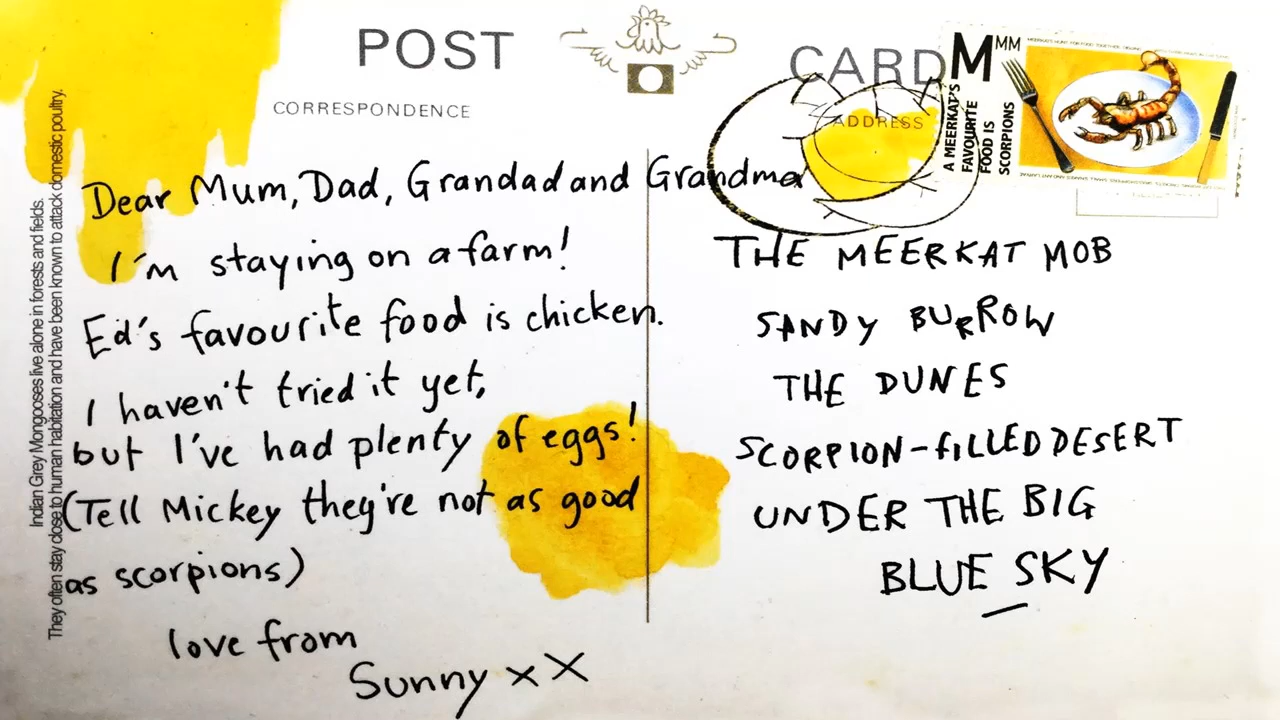 POST CARD
CORRESPONDENCE
ADDRESS
MMM
A MEERKAT'S
FAVOURITE
FOOD IS
SCORPIONS
Dear Mum, Dad, Grandad and Grandma
I'm staying on a farm!
Ed's favourite food is chicken.
I haven't tried it yet,
but I've had plenty of eggs!
(Tell Mickey they're not as good
as scorpions)
love from
Sunny xX
THE MEERKAT MOB
SANDY BURROW
THE DUNES
SCORPION-FILLED DESERT
UNDER THE BIG
BLUE SKY
Indian Grey Mongooses live alone in forests and fields.
They often stay close to human habitation and have been known to attack domestic poultry.